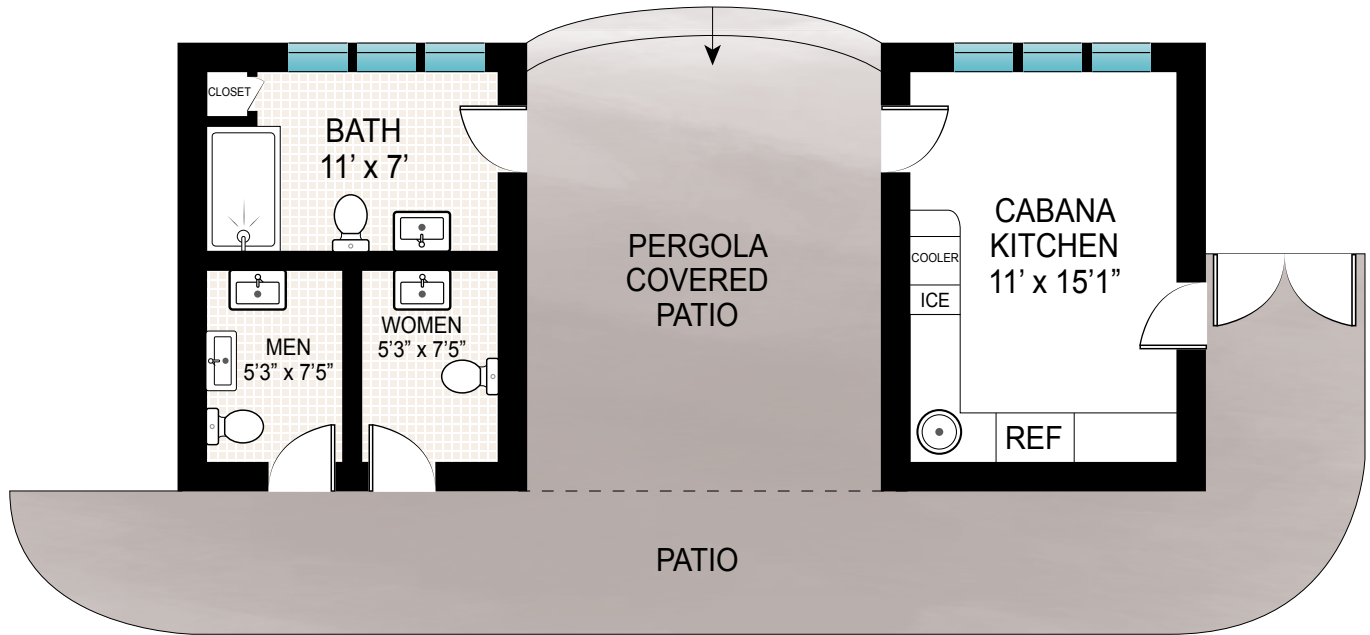 CLOSET
BATH
11’ x 7’
MEN
5’3” x 7’5”
WOMEN
5’3” x 7’5”
PERGOLA
COVERED
PATIO
CABANA
KITCHEN
11’ x 15’1”
COOLER
ICE
REF
PATIO